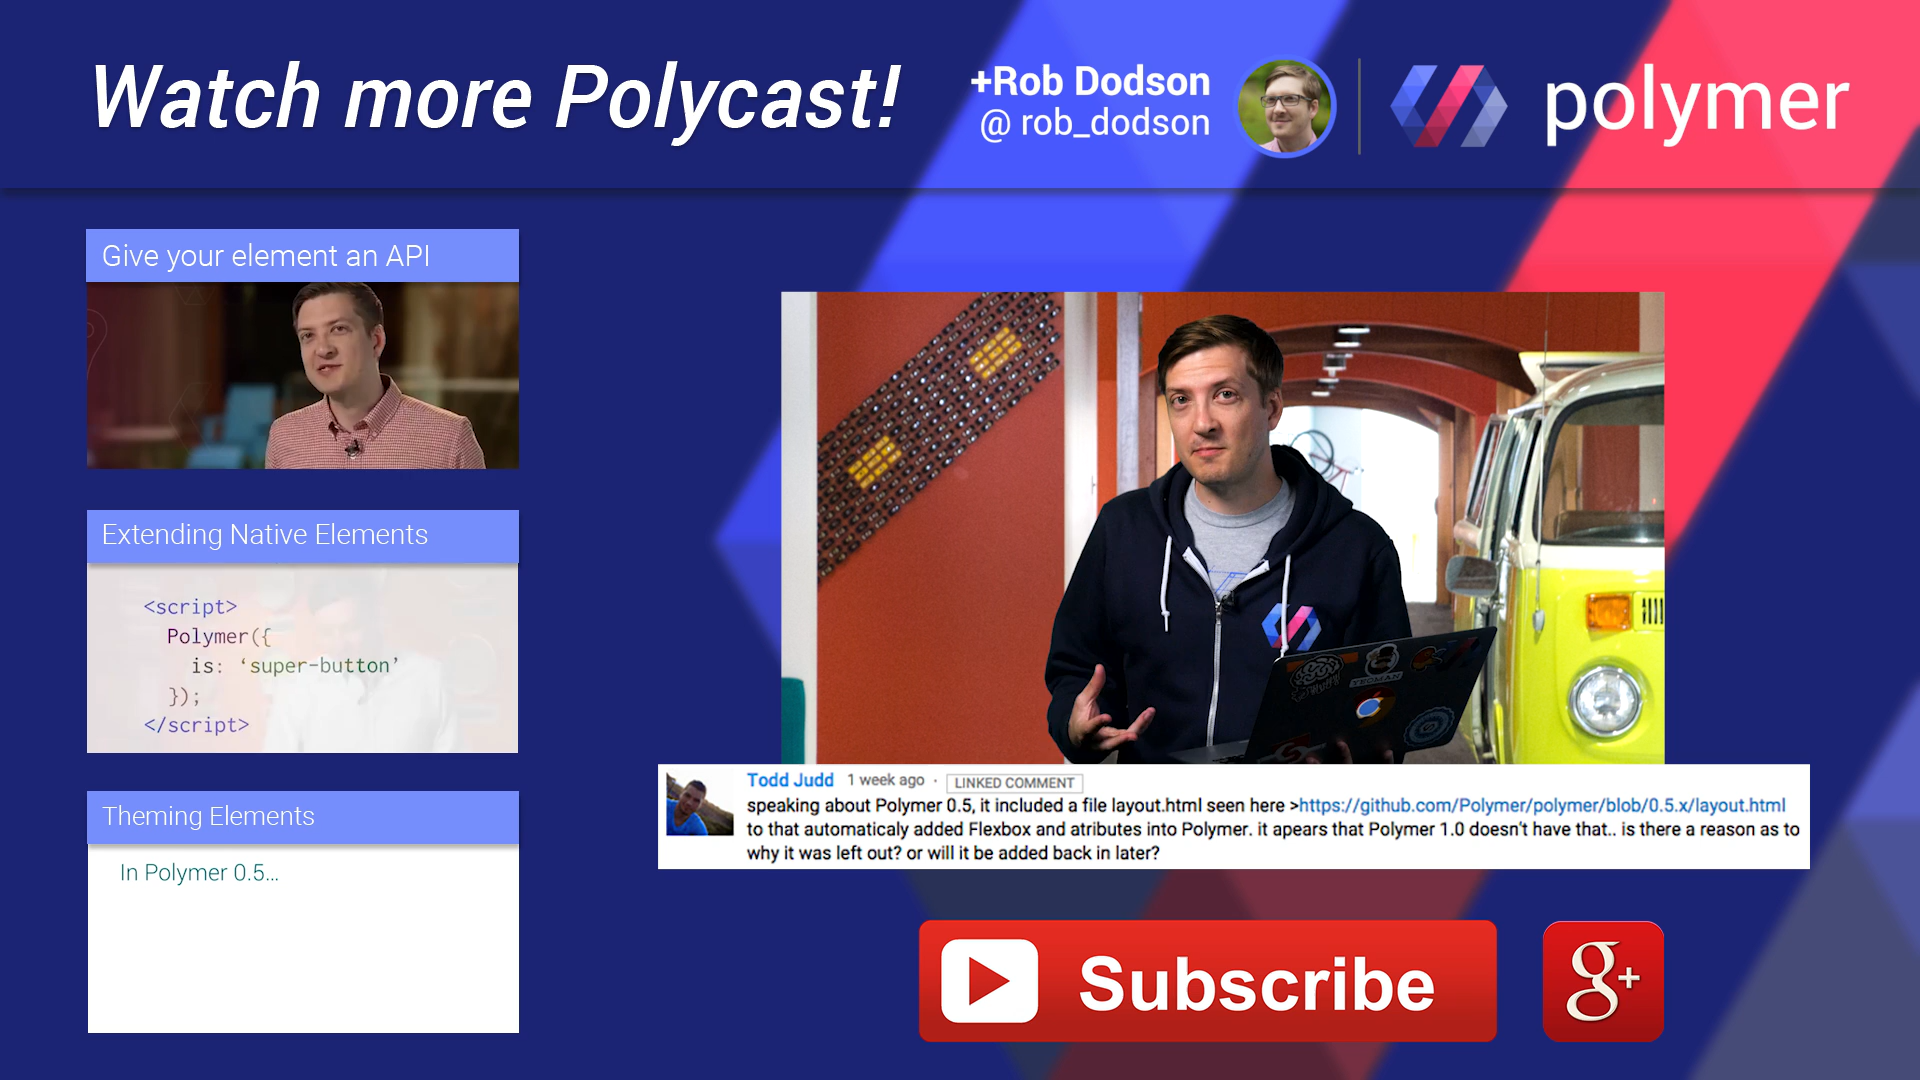 Watch more Polycast!
+Rob Dodson
@ rob_dodson
polymer
Give your element an API
Extending Native Elements
<script>
Polymer({
is: ‘super-button’
});
</script>
Theming Elements
In Polymer 0.5...
Todd Judd 1 week ago · LINKED COMMENT
speaking about Polymer 0.5, it included a file layout.html seen here >https://github.com/Polymer/polymer/blob/0.5.x/layout.html
to that automaticaly added Flexbox and atributes into Polymer. it apears that Polymer 1.0 doesn't have that.. is there a reason as to
why it was left out? or will it be added back in later?
YEOMAN
Subscribe
g+